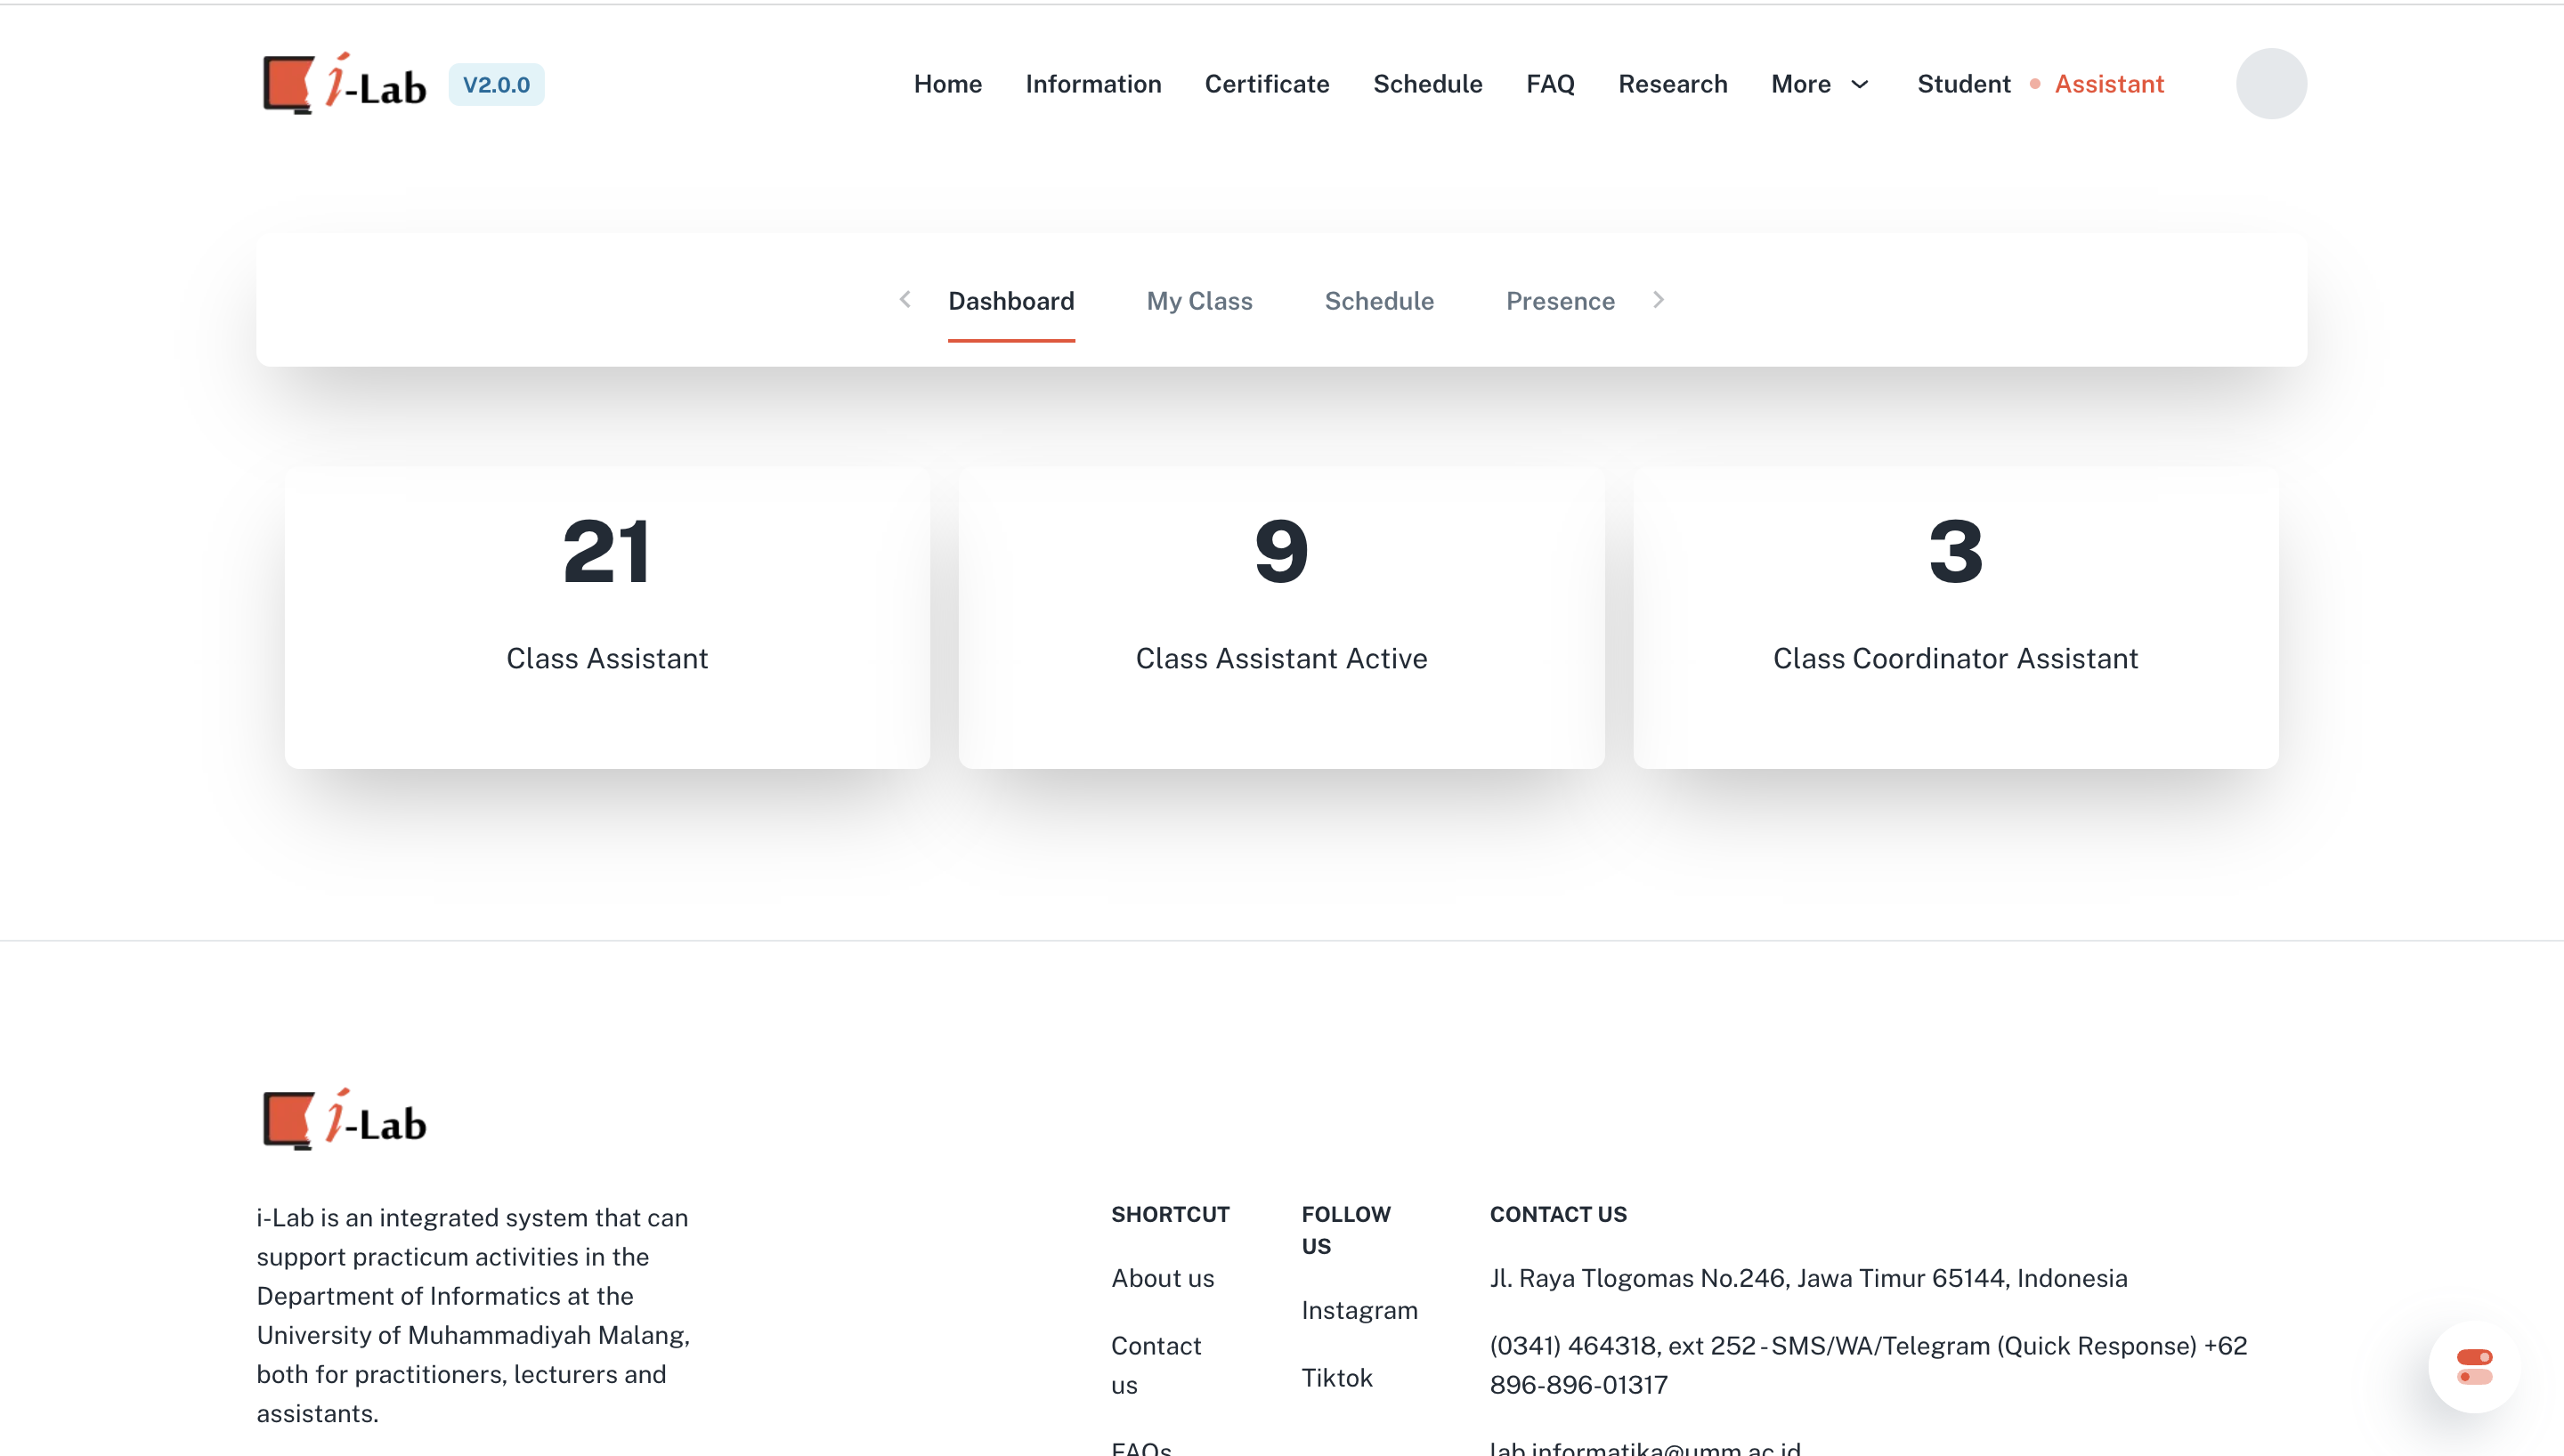 i-Lab V2.0.0 Home Information Certificate Schedule FAQ Research More Student Assistant
Dashboard My Class Schedule Presence
21
Class Assistant
9
Class Assistant Active
3
Class Coordinator Assistant
i-Lab
i-Lab is an integrated system that can
support practicum activities in the
Department of Informatics at the
University of Muhammadiyah Malang,
both for practitioners, lecturers and
assistants.
SHORTCUT
About us
Contact
us
FAQs
FOLLOW
US
Instagram
Tiktok
CONTACT US
Jl. Raya Tlogomas No.246, Jawa Timur 65144, Indonesia
(0341) 464318, ext 252 - SMS/WA/Telegram (Quick Response) +62
896-896-01317
lab.informatika@umm.ac.id